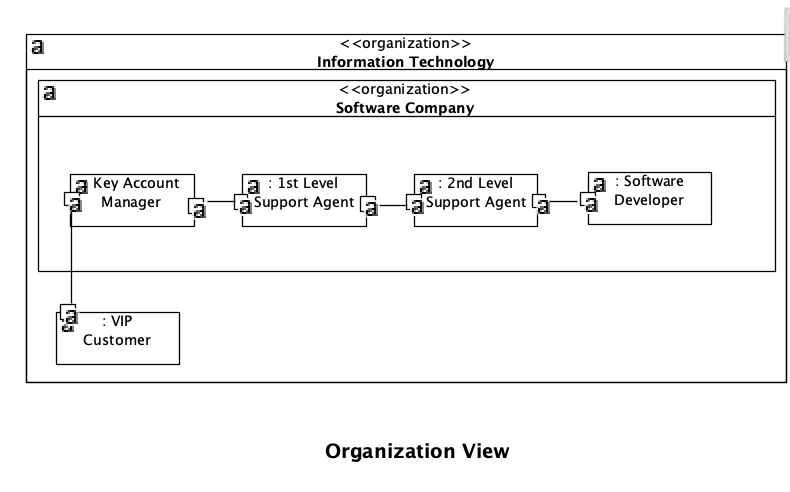 a
<<organization>>
Information Technology
a
<<organization>>
Software Company
a Key Account
Manager
a
a
a : 1st Level
Support Agent
a
a
a : 2nd Level
Support Agent
a
a
a : Software
Developer
a
a
a
: VIP
Customer
Organization View